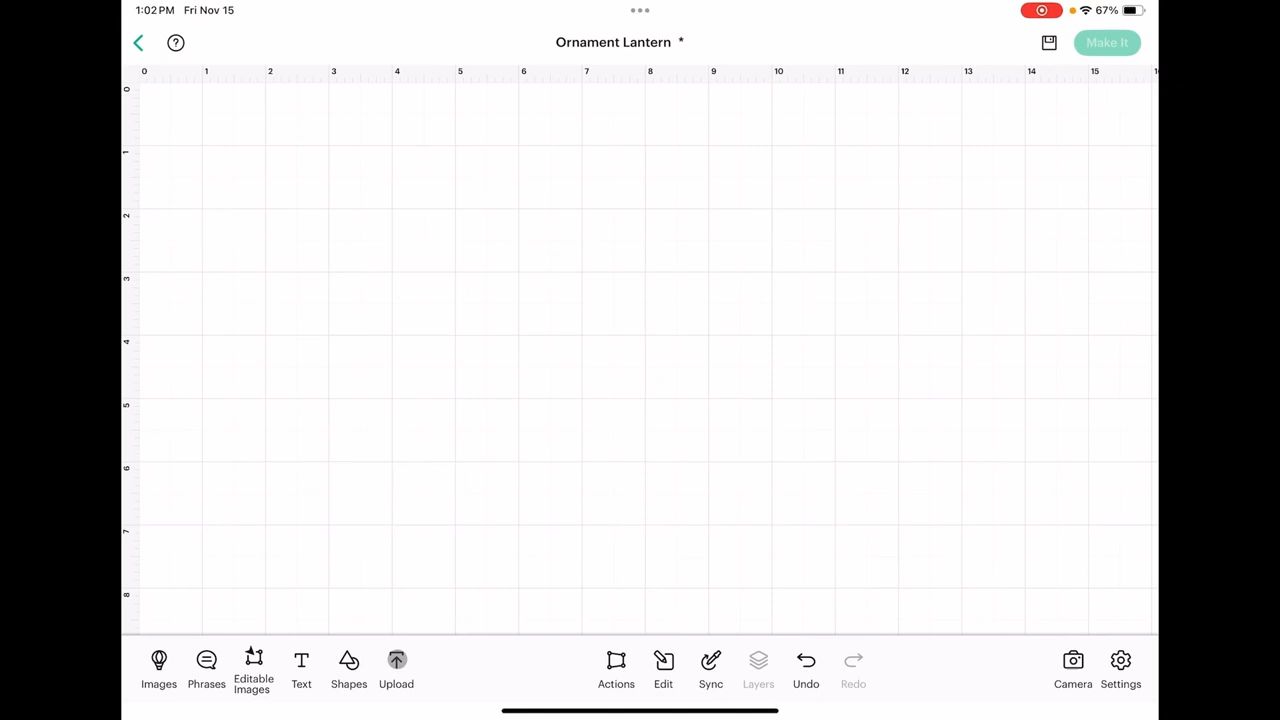 1:02 PM Fri Nov 15
67%
Ornament Lantern *
Make It
0 1 2 3 4 5 6 7 8 9 10 11 12 13 14 15
0
1
2
3
4
5
6
7
8
Images Phrases Editable Images Text Shapes Upload Actions Edit Sync Layers Undo Redo Camera Settings